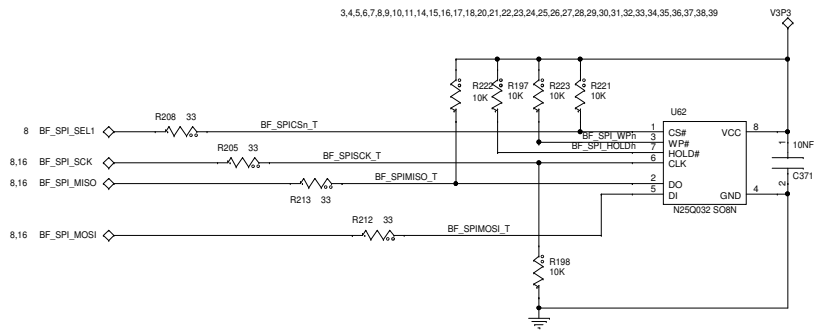 3,4,5,6,7,8,9,10,11,14,15,16,17,18,20,21,22,23,24,25,26,27,28,29,30,31,32,33,34,35,36,37,38,39
V3P3
R222 R197 R223 R221
10K 10K 10K 10K
U62
R208 33
8 BF_SPI_SEL1 BF_SPICSn_T 1 CS# VCC 8
BF_SPI_WPn 3 WP# 1 10NF
R205 33 BF_SPI_HOLDn 7 HOLD#
8,16 BF_SPI_SCK BF_SPISCK_T 6 CLK
C371
8,16 BF_SPI_MISO BF_SPIMISO_T 2 DO 2
R213 33 5 DI GND 4
N25Q032 SO8N
R212 33
8,16 BF_SPI_MOSI BF_SPIMOSI_T
R198
10K